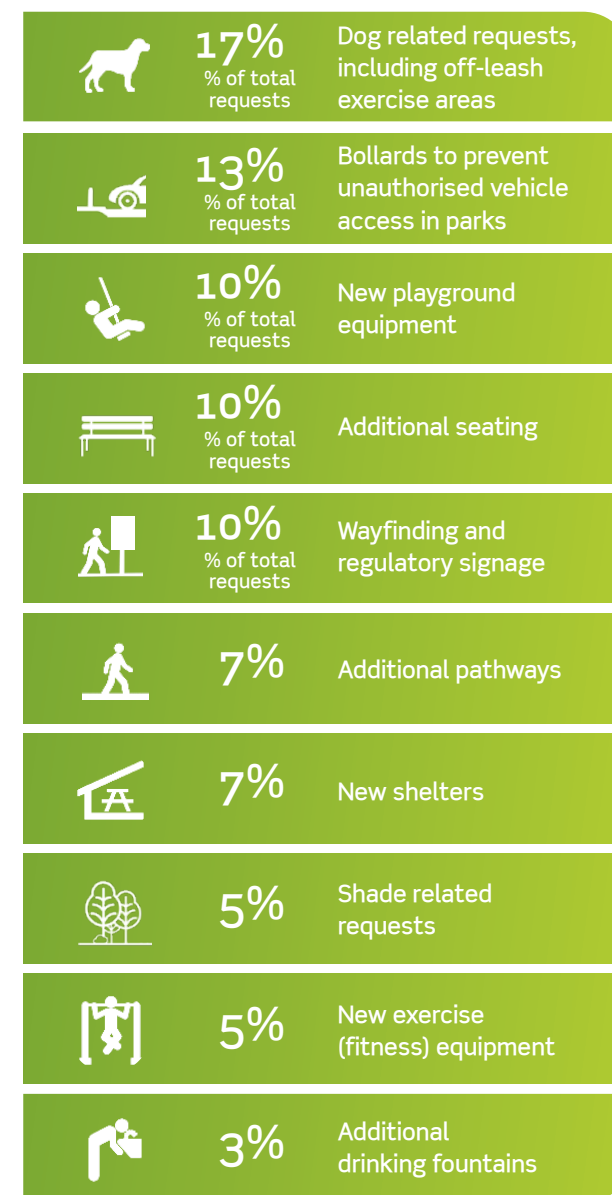 17%
% of total
requests
Dog related requests,
including off-leash
exercise areas
13%
% of total
requests
Bollards to prevent
unauthorised vehicle
access in parks
10%
% of total
requests
New playground
equipment
10%
% of total
requests
Additional seating
10%
% of total
requests
Wayfinding and
regulatory signage
7%
Additional pathways
7%
New shelters
5%
Shade related
requests
5%
New exercise
(fitness) equipment
3%
Additional
drinking fountains